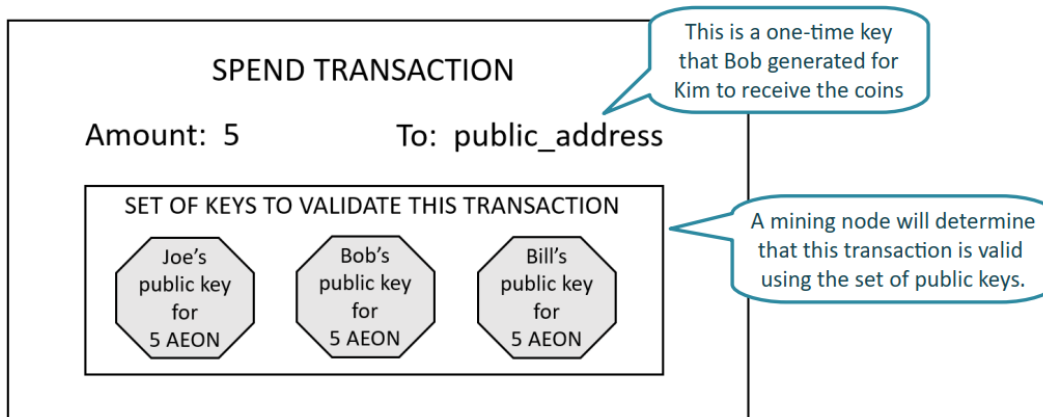 This is a one-time key
that Bob generated for
Kim to receive the coins
SPEND TRANSACTION
Amount: 5
To: public_address
SET OF KEYS TO VALIDATE THIS TRANSACTION
Joe's
public key
for
5 AEON
Bob's
public key
for
5 AEON
Bill's
public key
for
5 AEON
A mining node will determine
that this transaction is valid
using the set of public keys.